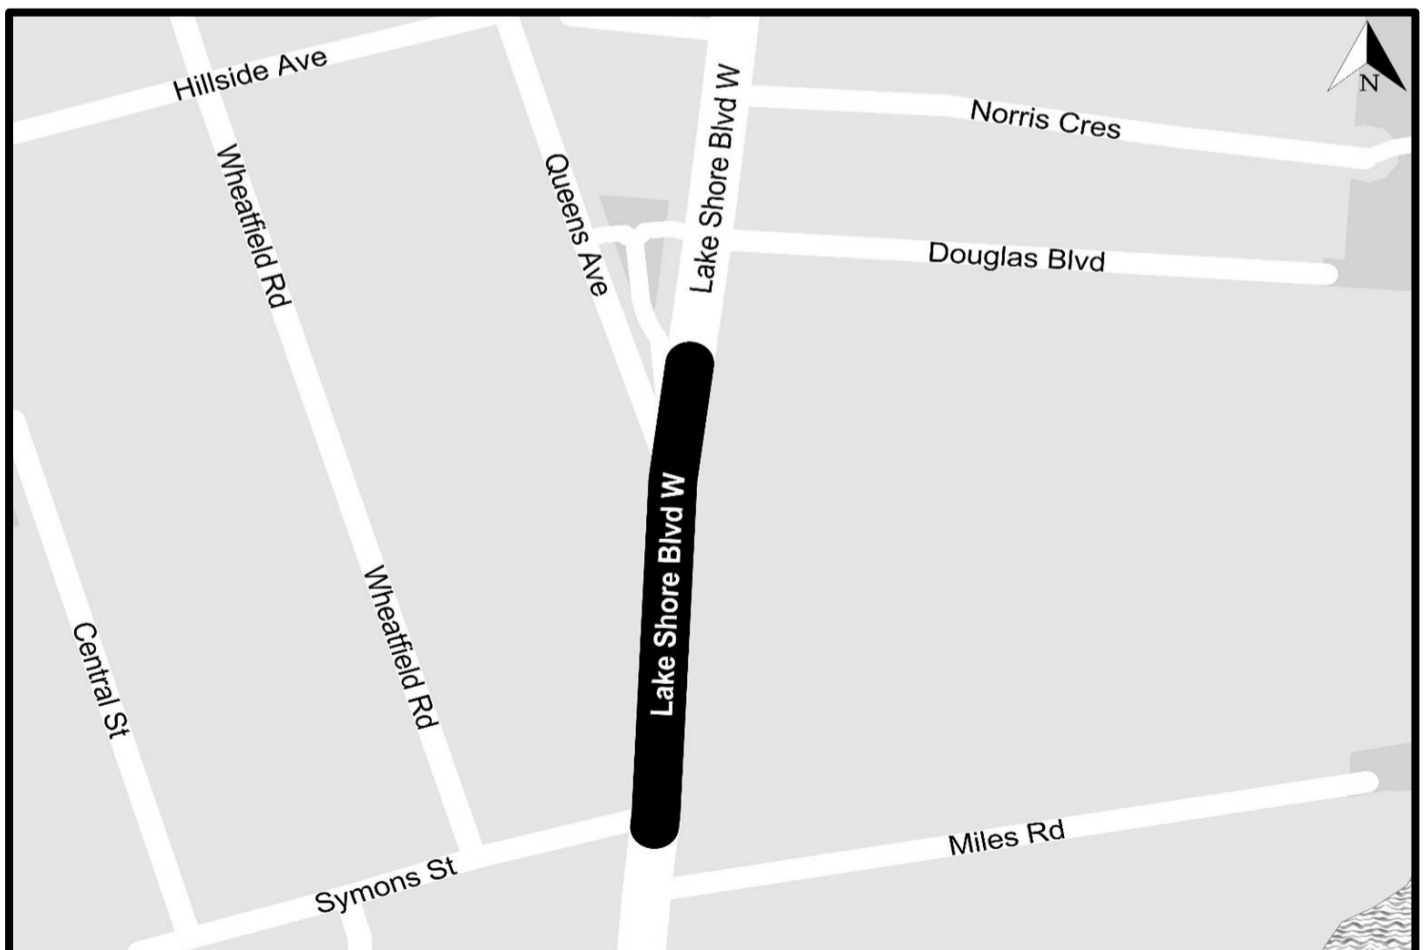 Hillside Ave
Lake Shore Blvd W
N
Norris Cres
Wheatfield Rd
Queens Ave
Douglas Blvd
Lake Shore Blvd W
Wheatfield Rd
Central St
Miles Rd
Symons St